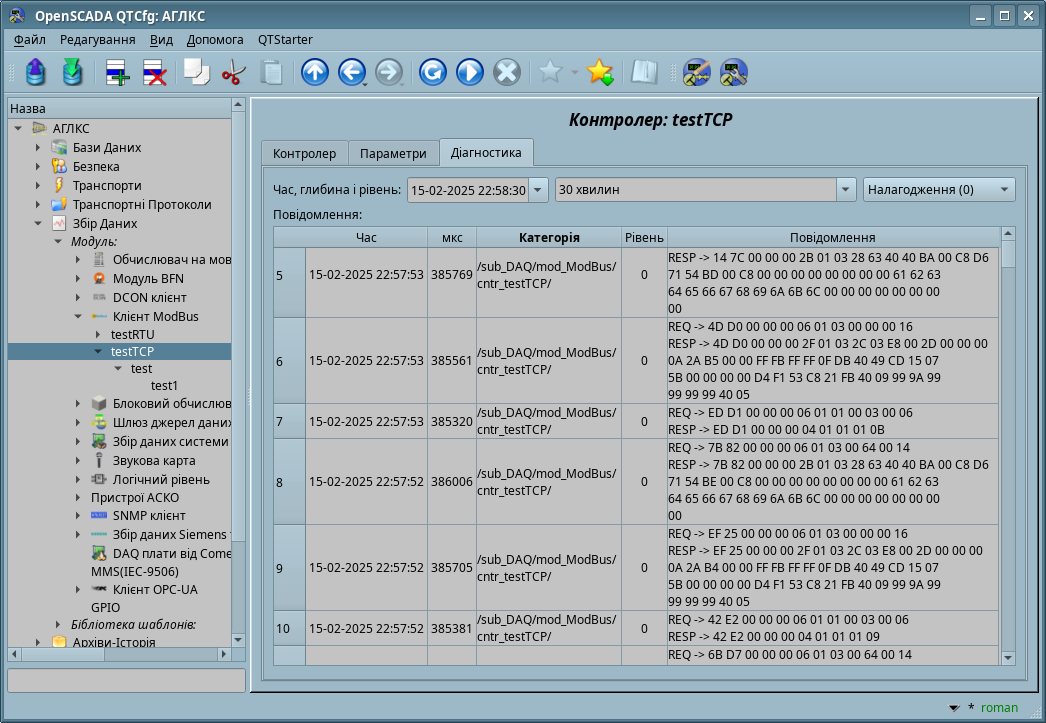 OpenSCADA QTCfg: АГЛКС
Файл Редагування Вид Допомога QTStarter
Назва
АГЛКС
Бази Даних
Безпека
Транспорти
Транспортні Протоколи
Збір Даних
Модуль:
Обчислювач на мов
Модуль BFN
DCON клієнт
Клієнт ModBus
testRTU
testTCP
test
test1
Блоковий обчислюв
Шлюз джерел даних
Збір даних системи
Звукова карта
Логічний рівень
Пристрої АСКО
SNMP клієнт
Збір даних Siemens
DAQ плати від Come
MMS(IEC-9506)
Клієнт OPC-UA
GPIO
Бібліотека шаблонів:
Архіви-Історія
Контролер: testTCP
Контролер Параметри Діагностика
Час, глибина і рівень: 15-02-2025 22:58:30 30 хвилин Налагодження (0)
Повідомлення:
Час мкс Категорія Рівень Повідомлення
5 15-02-2025 22:57:53 385769 /sub_DAQ/mod_ModBus/
cntr_testTCP/ 0
RESP -> 14 7C 00 00 00 2B 01 03 28 63 40 40 BA 00 C8 D6
71 54 BD 00 C8 00 00 00 00 00 00 00 00 61 62 63
64 65 66 67 68 69 6A 6B 6C 00 00 00 00 00 00 00
00
6 15-02-2025 22:57:53 385561 /sub_DAQ/mod_ModBus/
cntr_testTCP/ 0
REQ -> 4D D0 00 00 00 06 01 03 00 00 00 16
RESP -> 4D D0 00 00 00 2F 01 03 2C 03 E8 00 2D 00 00 00
0A 2A B5 00 00 FF FB FF FF 0F DB 40 49 CD 15 07
5B 00 00 00 00 D4 F1 53 C8 21 FB 40 09 99 9A 99
99 99 99 40 05
7 15-02-2025 22:57:53 385320 /sub_DAQ/mod_ModBus/
cntr_testTCP/ 0
REQ -> ED D1 00 00 00 06 01 01 00 03 00 06
RESP -> ED D1 00 00 00 04 01 01 01 0B
8 15-02-2025 22:57:52 386006 /sub_DAQ/mod_ModBus/
cntr_testTCP/ 0
REQ -> 7B 82 00 00 00 06 01 03 00 64 00 14
RESP -> 7B 82 00 00 00 2B 01 03 28 63 40 40 BA 00 C8 D6
71 54 BE 00 C8 00 00 00 00 00 00 00 00 61 62 63
64 65 66 67 68 69 6A 6B 6C 00 00 00 00 00 00 00
00
9 15-02-2025 22:57:52 385705 /sub_DAQ/mod_ModBus/
cntr_testTCP/ 0
REQ -> EF 25 00 00 00 06 01 03 00 00 00 16
RESP -> EF 25 00 00 00 2F 01 03 2C 03 E8 00 2D 00 00 00
0A 2A B4 00 00 FF FB FF FF 0F DB 40 49 CD 15 07
5B 00 00 00 00 D4 F1 53 C8 21 FB 40 09 99 9A 99
99 99 99 40 05
10 15-02-2025 22:57:52 385381 /sub_DAQ/mod_ModBus/
cntr_testTCP/ 0
REQ -> 42 E2 00 00 00 06 01 01 00 03 00 06
RESP -> 42 E2 00 00 00 04 01 01 01 09
REQ -> 6B D7 00 00 00 06 01 03 00 64 00 14
* roman